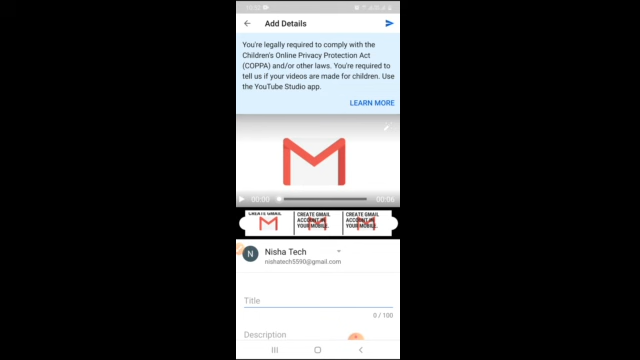 13:52
Add Details
You're legally required to comply with the
Children's Online Privacy Protection Act
(COPPA) and/or other laws. You're required to
tell us if your videos are made for children. Use
the YouTube Studio app.
LEARN MORE
00:00
00:06
CREATE GMAIL
CREATE GMAIL
ACCOUNT IN
YOUR MOBILE.
CREATE GMAIL
ACCOUNT IN
YOUR MOBILE.
N
Nisha Tech
nishatech5590@gmail.com
Title
0 / 100
Description